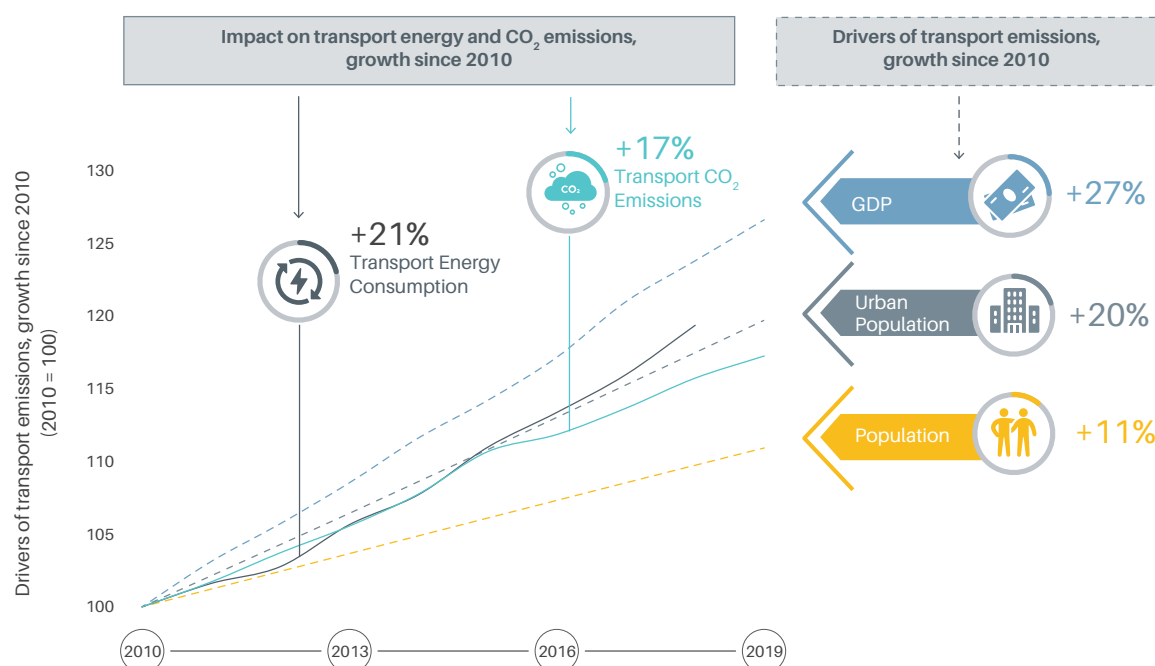 Impact on transport energy and CO₂ emissions,
growth since 2010
Drivers of transport emissions,
growth since 2010
Drivers of transport emissions, growth since 2010
(2010 = 100)
130
125
120
115
110
105
100
2010
2013
2016
2019
+21%
Transport Energy
Consumption
CO₂
+17%
Transport CO₂
Emissions
GDP
+27%
Urban
Population
+20%
Population
+11%